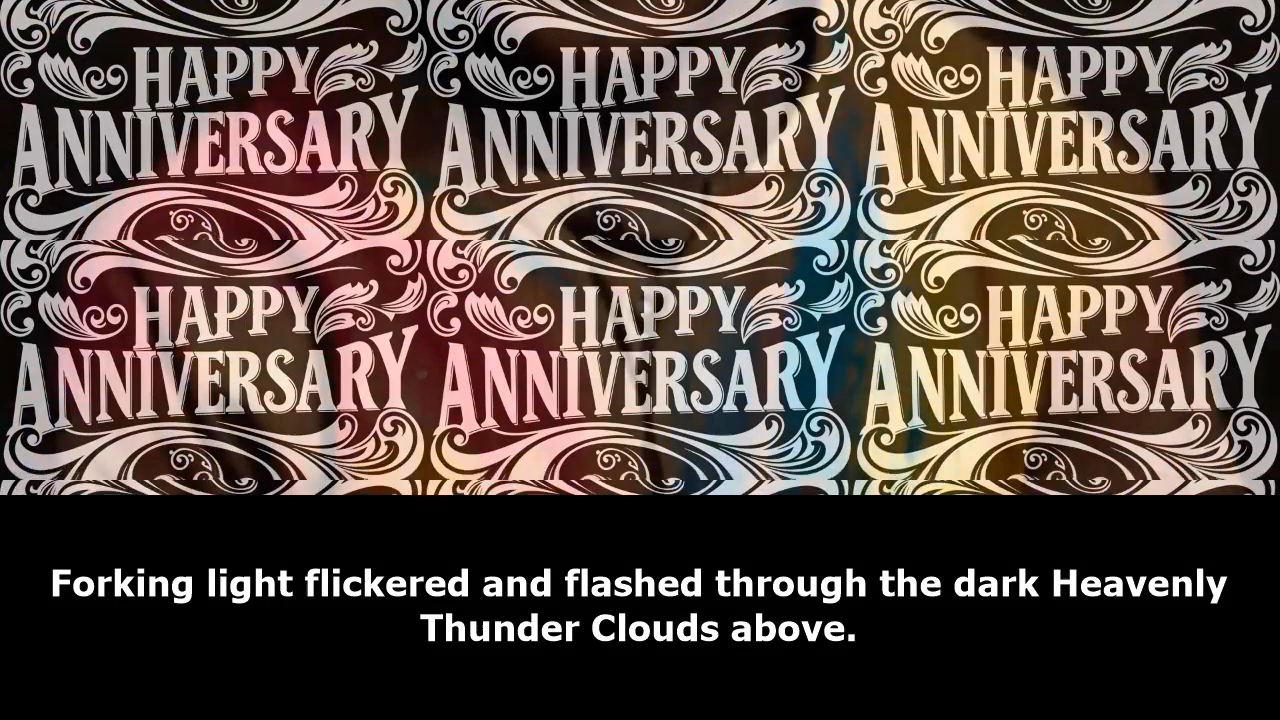 HAPPY HAPPY HAPPY
ANNIVERSARY ANNIVERSARY ANNIVERSARY
HAPPY HAPPY HAPPY
ANNIVERSARY ANNIVERSARY ANNIVERSARY
Forking light flickered and flashed through the dark Heavenly
Thunder Clouds above.